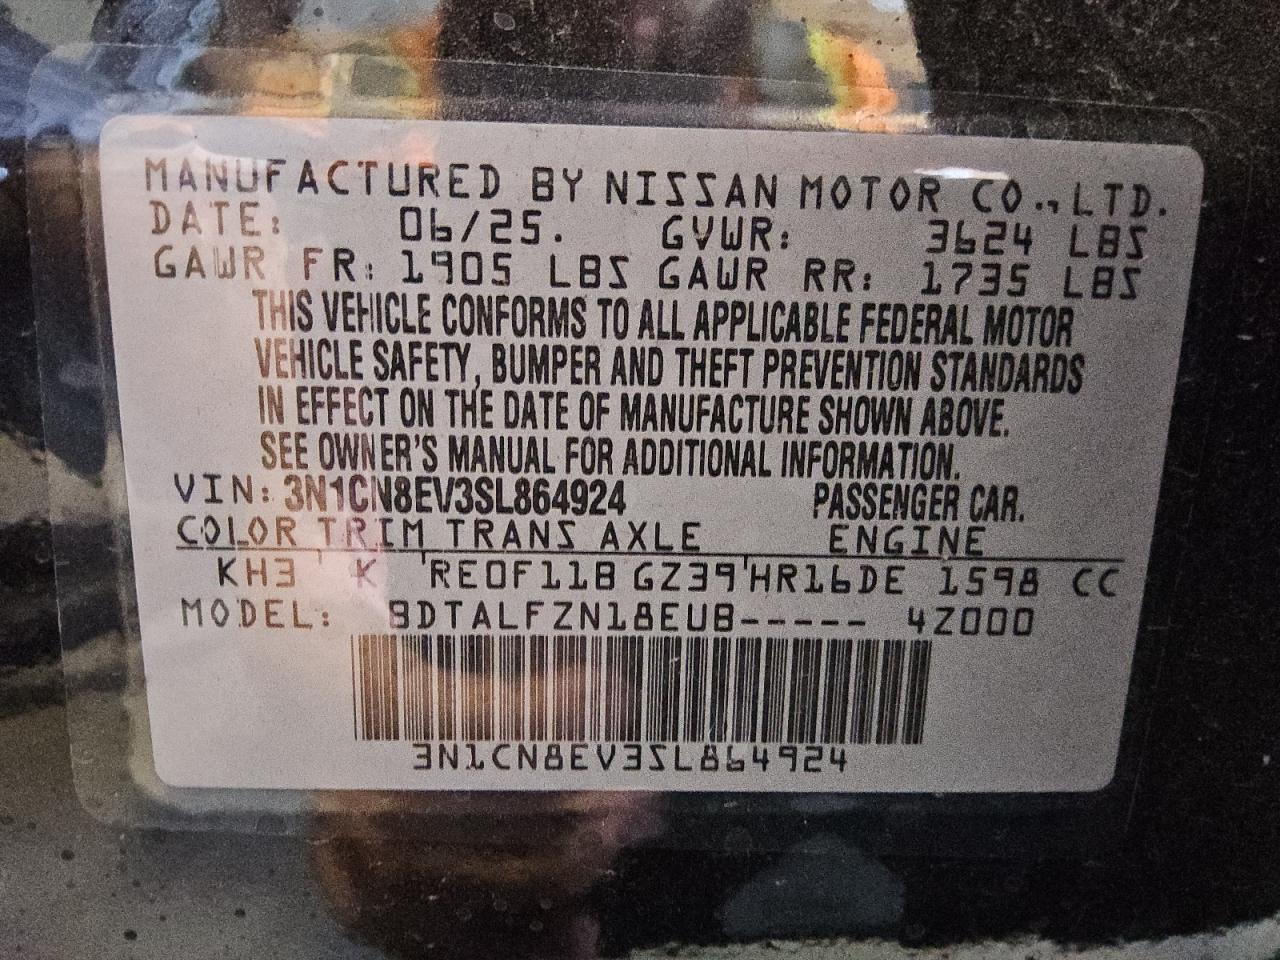 MANUFACTURED BY NISSAN MOTOR CO., LTD.
DATE: 06/25. GVWR: 3624 LBS
GAWR FR: 1905 LBS GAWR RR: 1735 LBS
THIS VEHICLE CONFORMS TO ALL APPLICABLE FEDERAL MOTOR
VEHICLE SAFETY, BUMPER AND THEFT PREVENTION STANDARDS
IN EFFECT ON THE DATE OF MANUFACTURE SHOWN ABOVE.
SEE OWNER'S MANUAL FOR ADDITIONAL INFORMATION.
VIN: 3N1CN8EV3SL864924 PASSENGER CAR.
COLOR TRIM TRANS AXLE ENGINE
KH3 ' K 'RE0F11B GZ39'HR16DE 1598 CC
MODEL: BDTALFZN18EUB----- 4Z000
3N1CN8EV3SL864924